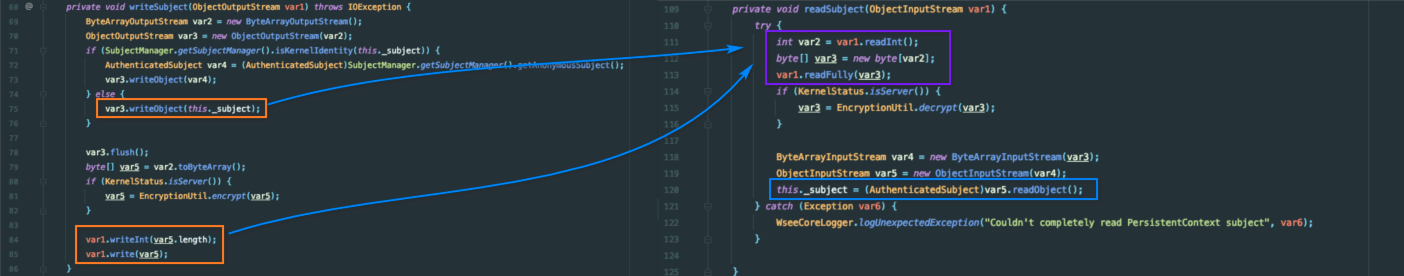 68 @ private void writeSubject(ObjectOutputStream var1) throws IOException {
69 ByteArrayOutputStream var2 = new ByteArrayOutputStream();
70 ObjectOutputStream var3 = new ObjectOutputStream(var2);
71 if (SubjectManager.getSubjectManager().isKernelIdentity(this._subject)) {
72 AuthenticatedSubject var4 = (AuthenticatedSubject)SubjectManager.getSubjectManager().getAnonymousSubject();
73 var3.writeObject(var4);
74 } else {
75 var3.writeObject(this._subject);
76 }
77
78 var3.flush();
79 byte[] var5 = var2.toByteArray();
80 if (KernelStatus.isServer()) {
81 var5 = EncryptionUtil.encrypt(var5);
82 }
83
84 var1.writeInt(var5.length);
85 var1.write(var5);
86 }
109 private void readSubject(ObjectInputStream var1) {
110 try {
111 int var2 = var1.readInt();
112 byte[] var3 = new byte[var2];
113 var1.readFully(var3);
114 if (KernelStatus.isServer()) {
115 var3 = EncryptionUtil.decrypt(var3);
116 }
117
118 ByteArrayInputStream var4 = new ByteArrayInputStream(var3);
119 ObjectInputStream var5 = new ObjectInputStream(var4);
120 this._subject = (AuthenticatedSubject)var5.readObject();
121 } catch (Exception var6) {
122 WseeCoreLogger.logUnexpectedException("Couldn't completely read PersistentContext subject", var6);
123 }
124
125 }